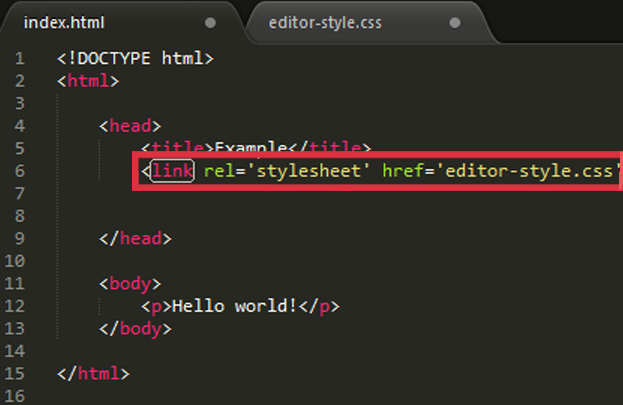 index.html editor-style.css
1 <!DOCTYPE html>
2 <html>
3
4 <head>
5 <title>Example</title>
6 <link rel='stylesheet' href='editor-style.css'
7
8
9 </head>
10
11 <body>
12 <p>Hello world!</p>
13 </body>
14
15 </html>
16